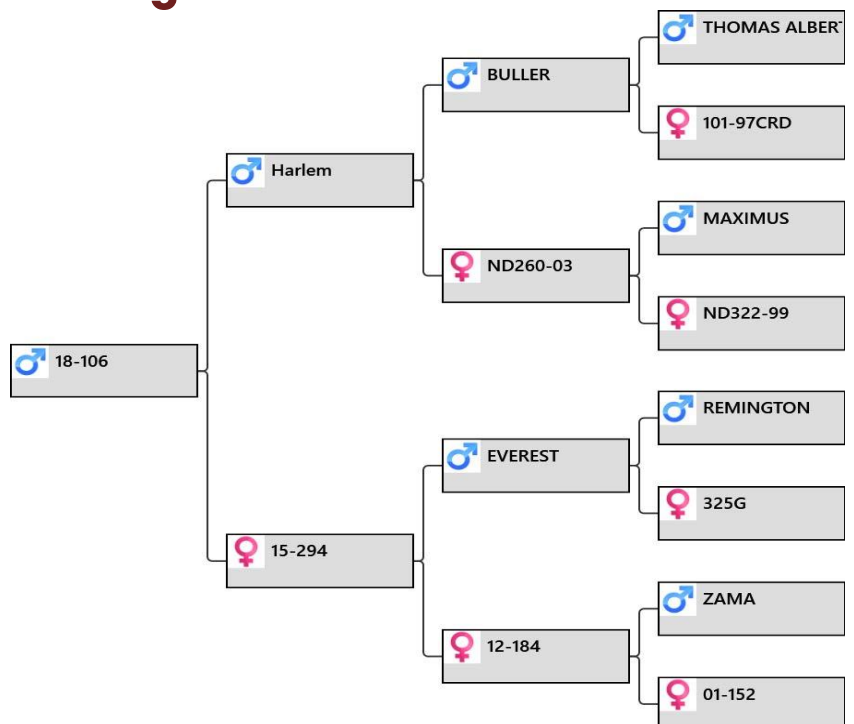 THOMAS ALBERT
BULLER
101-97CRD
Harlem
MAXIMUS
ND260-03
ND322-99
18-106
REMINGTON
EVEREST
325G
15-294
ZAMA
12-184
01-152